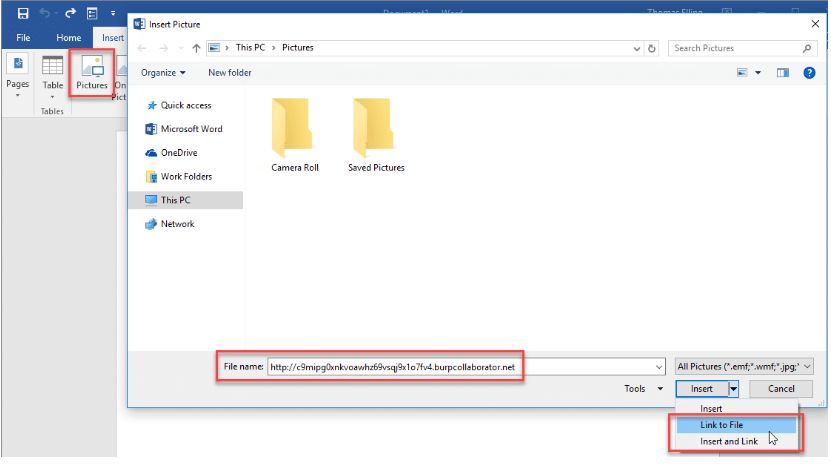 Document1 - Word
Thomas Elling
Insert Picture
File Home Insert
This PC > Pictures
Search Pictures
Organize
New folder
Pages
Table
Pictures
On
Pict
Tables
Quick access
Microsoft Word
OneDrive
Work Folders
This PC
Network
Camera Roll
Saved Pictures
File name: http://c9mipg0xnkvoawhz69vsqj9x1o7fv4.burpcollaborator.net
All Pictures (*.emf;*.wmf;*.jpg;*
Tools
Insert
Cancel
Insert
Link to File
Insert and Link